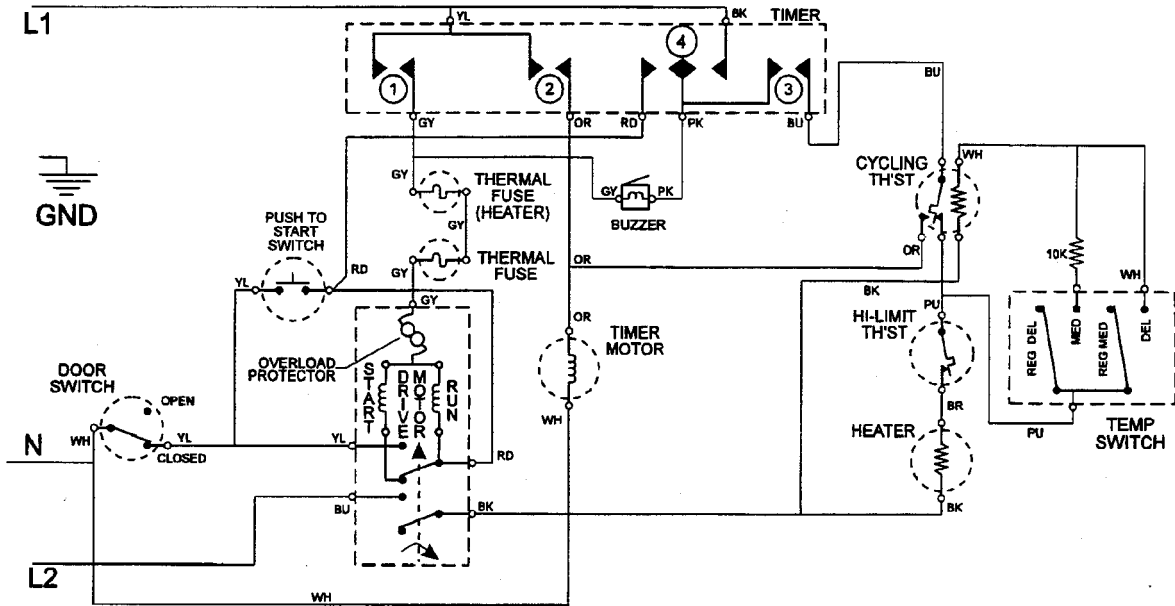 L1
YL
BK
TIMER
4
1
2
3
GY
OR
RD
PK
BU
BU
GND
GY
THERMAL
FUSE
(HEATER)
GY
PK
BUZZER
CYCLING
TH'ST
WH
PUSH TO
START
SWITCH
GY
THERMAL
FUSE
YL
RD
GY
OR
OR
10K
WH
BK
GY
PU
OVERLOAD
PROTECTOR
OR
TIMER
MOTOR
HI-LIMIT
TH'ST
REG DEL
MED
REG MED
DEL
DOOR
SWITCH
OPEN
START
DRIVE
MOTOR
RUN
WH
BR
N
WH
YL
CLOSED
YL
RD
HEATER
PU
TEMP
SWITCH
BU
BK
BK
L2
WH